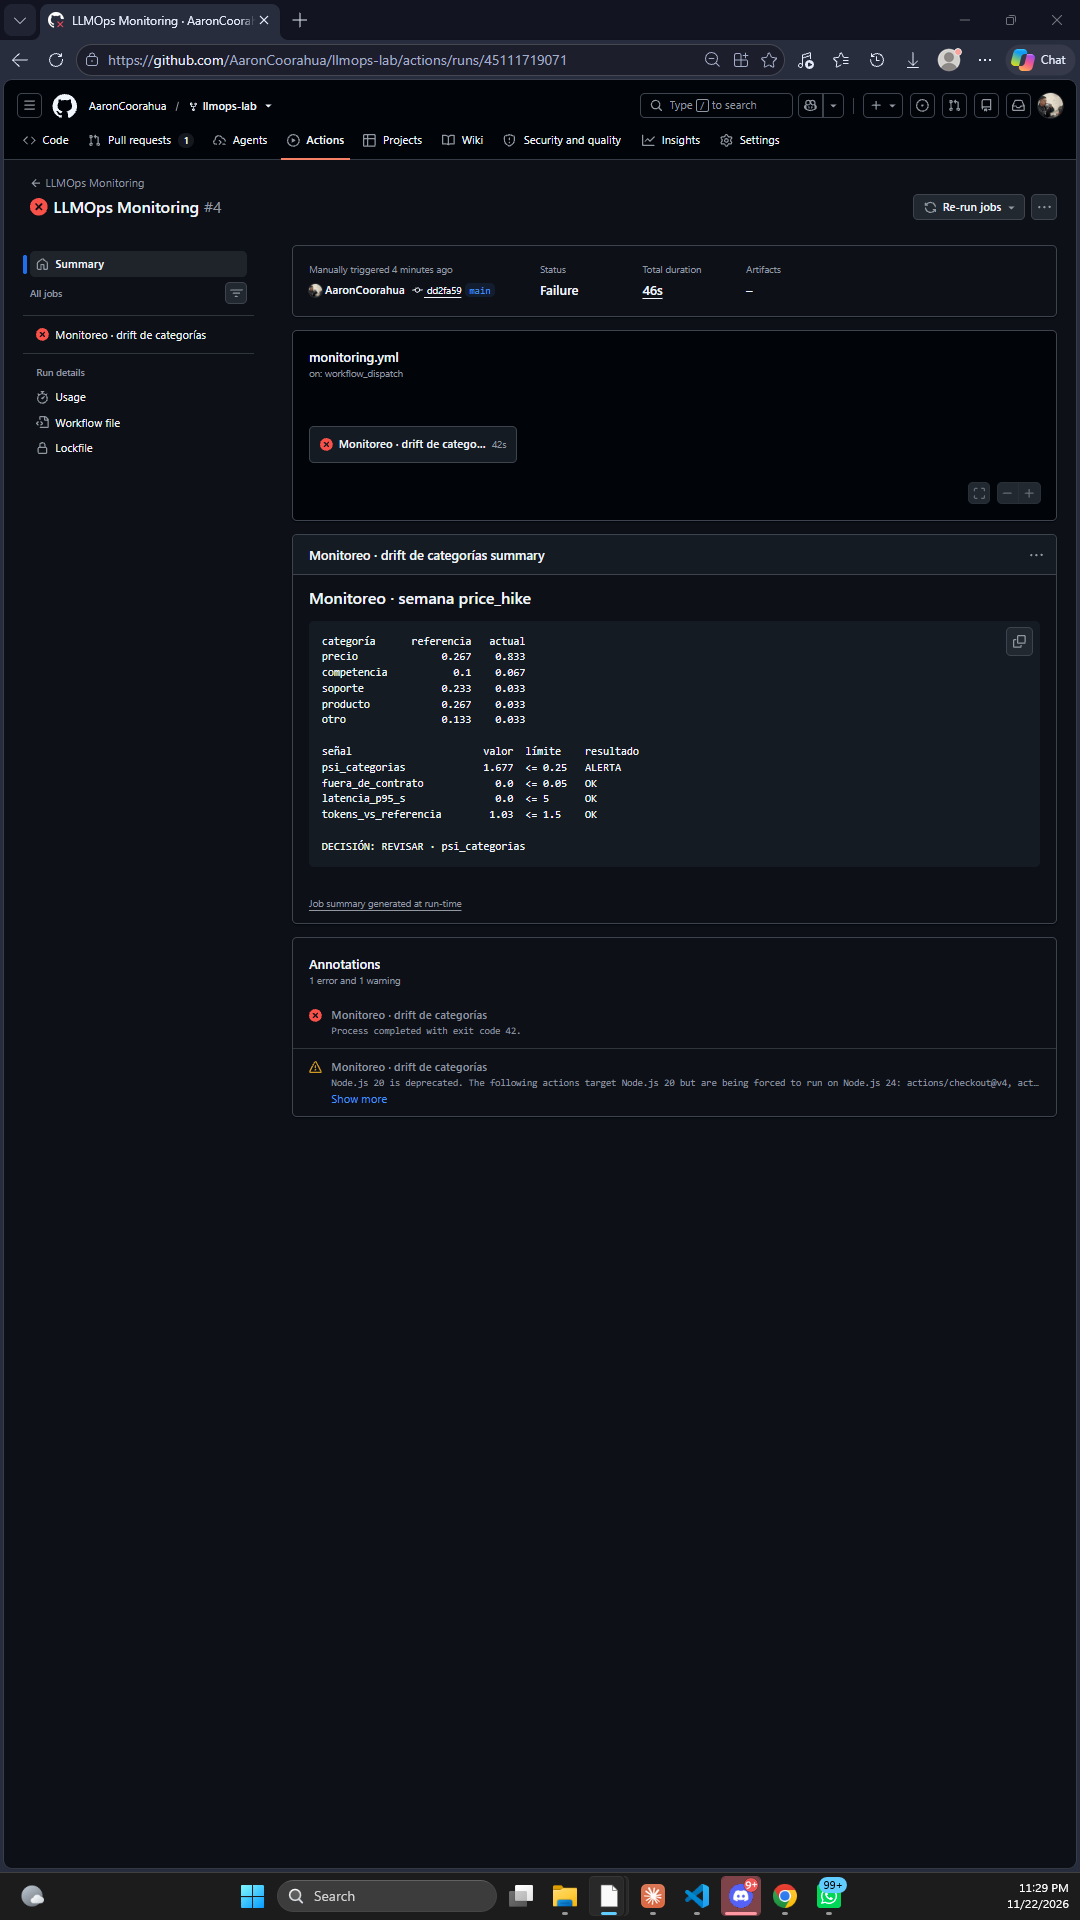 LLMOps Monitoring · AaronCoora
https://github.com/AaronCoorahua/llmops-lab/actions/runs/45111719071
Chat
AaronCoorahua / llmops-lab
Type / to search
Code
Pull requests 1
Agents
Actions
Projects
Wiki
Security and quality
Insights
Settings
← LLMOps Monitoring
LLMOps Monitoring #4
Re-run jobs
Summary
All jobs
Monitoreo · drift de categorías
Run details
Usage
Workflow file
Lockfile
Manually triggered 4 minutes ago
AaronCoorahua dd2fa59 main
Status
Failure
Total duration
46s
Artifacts
–
monitoring.yml
on: workflow_dispatch
Monitoreo · drift de catego... 42s
Monitoreo · drift de categorías summary
Monitoreo · semana price_hike
categoría referencia actual
precio 0.267 0.833
competencia 0.1 0.067
soporte 0.233 0.033
producto 0.267 0.033
otro 0.133 0.033
señal valor límite resultado
psi_categorias 1.677 <= 0.25 ALERTA
fuera_de_contrato 0.0 <= 0.05 OK
latencia_p95_s 0.0 <= 5 OK
tokens_vs_referencia 1.03 <= 1.5 OK
DECISIÓN: REVISAR · psi_categorias
Job summary generated at run-time
Annotations
1 error and 1 warning
Monitoreo · drift de categorías
Process completed with exit code 42.
Monitoreo · drift de categorías
Node.js 20 is deprecated. The following actions target Node.js 20 but are being forced to run on Node.js 24: actions/checkout@v4, act…
Show more
Search
9+
99+
11:29 PM
11/22/2026